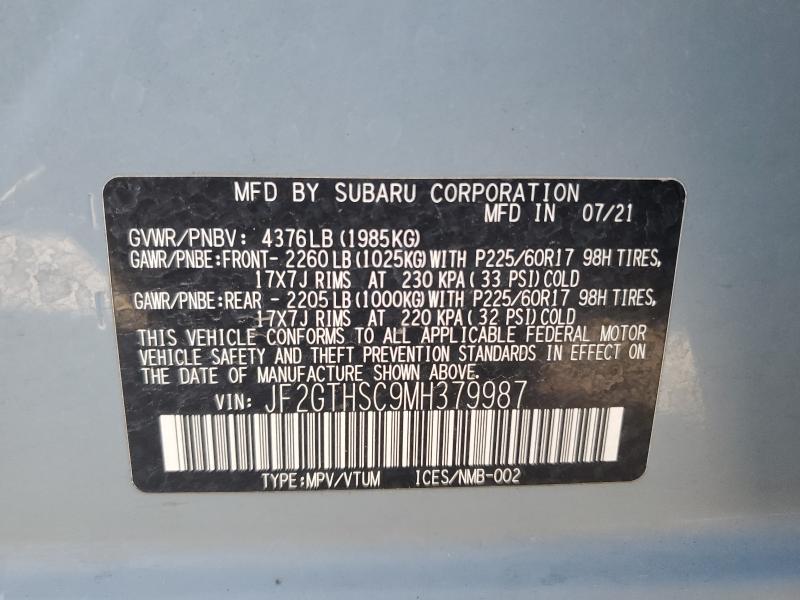 MFD BY SUBARU CORPORATION
MFD IN 07/21
GVWR/PNBV: 4376LB (1985KG)
GAWR/PNBE:FRONT- 2260 LB (1025KG) WITH P225/60R17 98H TIRES,
17X7J RIMS AT 230 KPA (33 PSI) COLD
GAWR/PNBE:REAR - 2205 LB (1000KG) WITH P225/60R17 98H TIRES,
17X7J RIMS AT 220 KPA (32 PSI) COLD
THIS VEHICLE CONFORMS TO ALL APPLICABLE FEDERAL MOTOR
VEHICLE SAFETY AND THEFT PREVENTION STANDARDS IN EFFECT ON
THE DATE OF MANUFACTURE SHOWN ABOVE.
VIN: JF2GTHSC9MH379987
TYPE:MPV/VTUM ICES/NMB-002